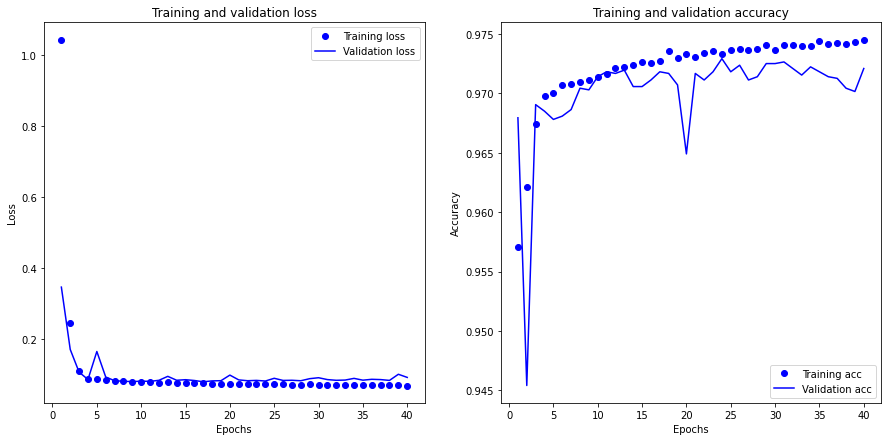 Training and validation loss
Training loss
Validation loss
1.0
0.8
0.6
0.4
0.2
Loss
0 5 10 15 20 25 30 35 40
Epochs
Training and validation accuracy
0.975
0.970
0.965
0.960
0.955
0.950
0.945
Accuracy
Training acc
Validation acc
0 5 10 15 20 25 30 35 40
Epochs